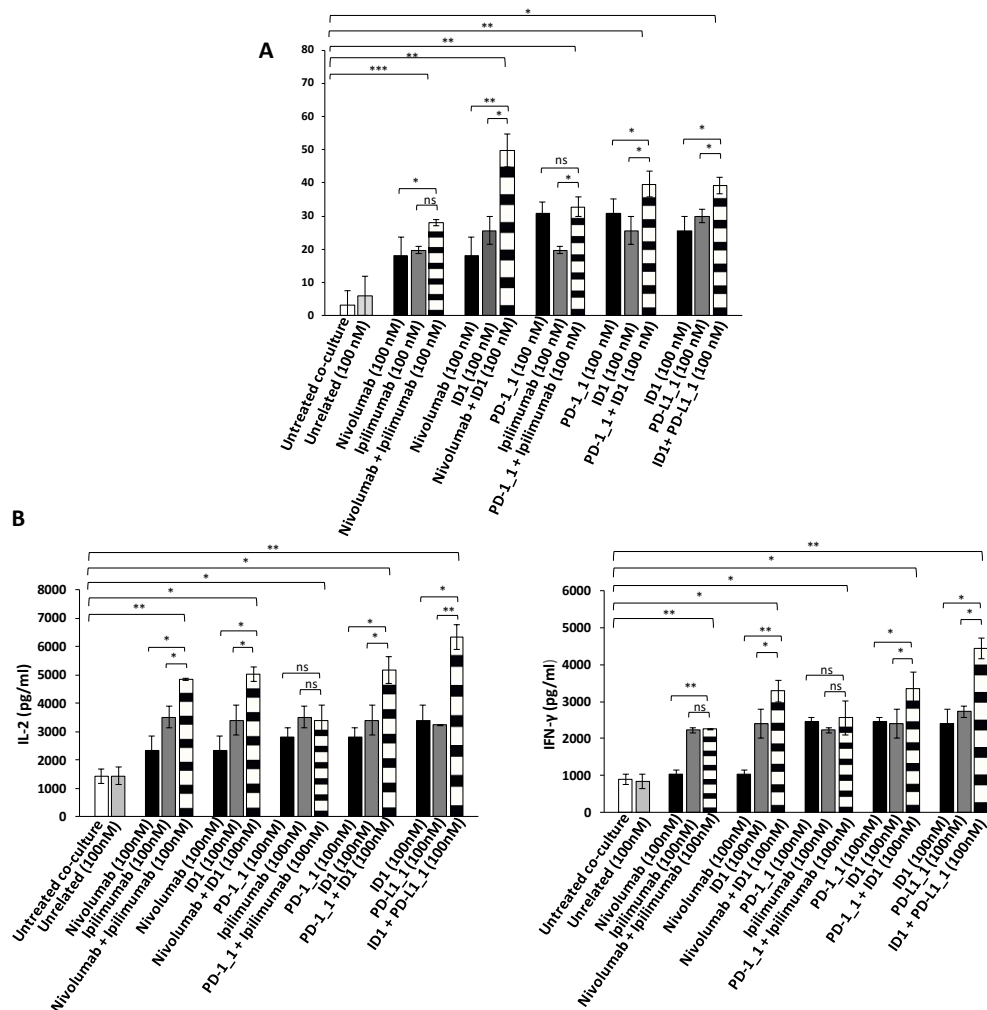 A
*
**
**
**
***
80
70
60
50
40
30
20
10
0
*
ns
**
*
ns
*
*
*
*
*
Untreated co-culture
Unrelated (100 nM)
Nivolumab (100 nM)
Ipilimumab (100 nM)
Nivolumab + Ipilimumab (100 nM)
Nivolumab (100 nM)
ID1 (100 nM)
Nivolumab + ID1 (100 nM)
PD-1_1 (100 nM)
Ipilimumab (100 nM)
PD-1_1 + Ipilimumab (100 nM)
PD-1_1 (100 nM)
ID1 (100 nM)
PD-1_1 + ID1 (100 nM)
ID1 (100 nM)
PD-L1_1 (100 nM)
ID1+ PD-L1_1 (100 nM)
B
**
*
*
*
**
IL-2 (pg/ml)
8000
7000
6000
5000
4000
3000
2000
1000
0
*
*
*
*
ns
ns
*
*
*
**
Untreated co-culture
Unrelated (100nM)
Nivolumab (100nM)
Ipilimumab (100nM)
Nivolumab + Ipilimumab (100nM)
Nivolumab (100nM)
ID1 (100nM)
Nivolumab + ID1 (100nM)
PD-1_1 (100nM)
Ipilimumab (100nM)
PD-1_1 + Ipilimumab (100nM)
PD-1_1 (100nM)
ID1 (100nM)
PD-1_1 + ID1 (100nM)
ID1 (100nM)
PD-L1_1 (100nM)
ID1 + PD-L1_1 (100nM)
**
*
*
*
**
IFN-γ (pg/ml)
6000
5000
4000
3000
2000
1000
0
**
ns
**
*
ns
ns
*
*
*
*
Untreated co-culture
Unrelated (100nM)
Nivolumab (100nM)
Ipilimumab (100nM)
Nivolumab + Ipilimumab (100nM)
Nivolumab (100nM)
ID1 (100nM)
Nivolumab + ID1 (100nM)
PD-1_1 (100nM)
Ipilimumab (100nM)
PD-1_1 + Ipilimumab (100nM)
PD-1_1 (100nM)
ID1 (100nM)
PD-1_1 + ID1 (100nM)
ID1 (100nM)
PD-L1_1 (100nM)
ID1 + PD-L1_1 (100nM)